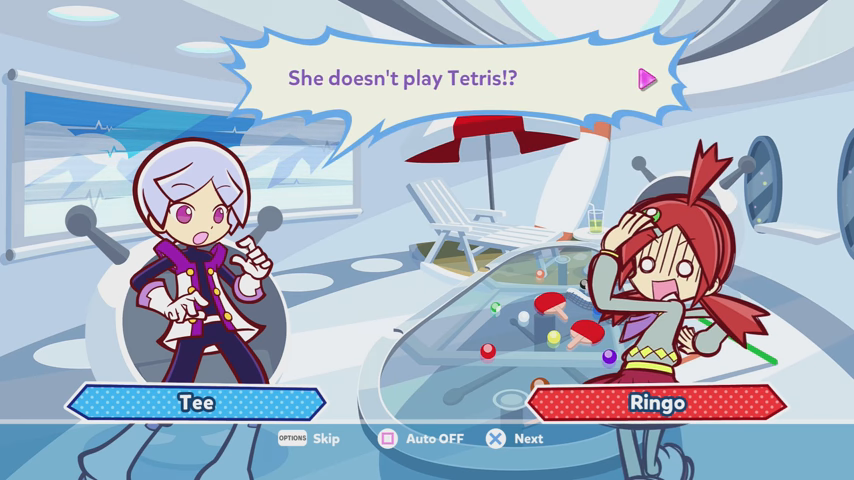 She doesn't play Tetris!?
Tee
Ringo
OPTIONS Skip Auto OFF Next